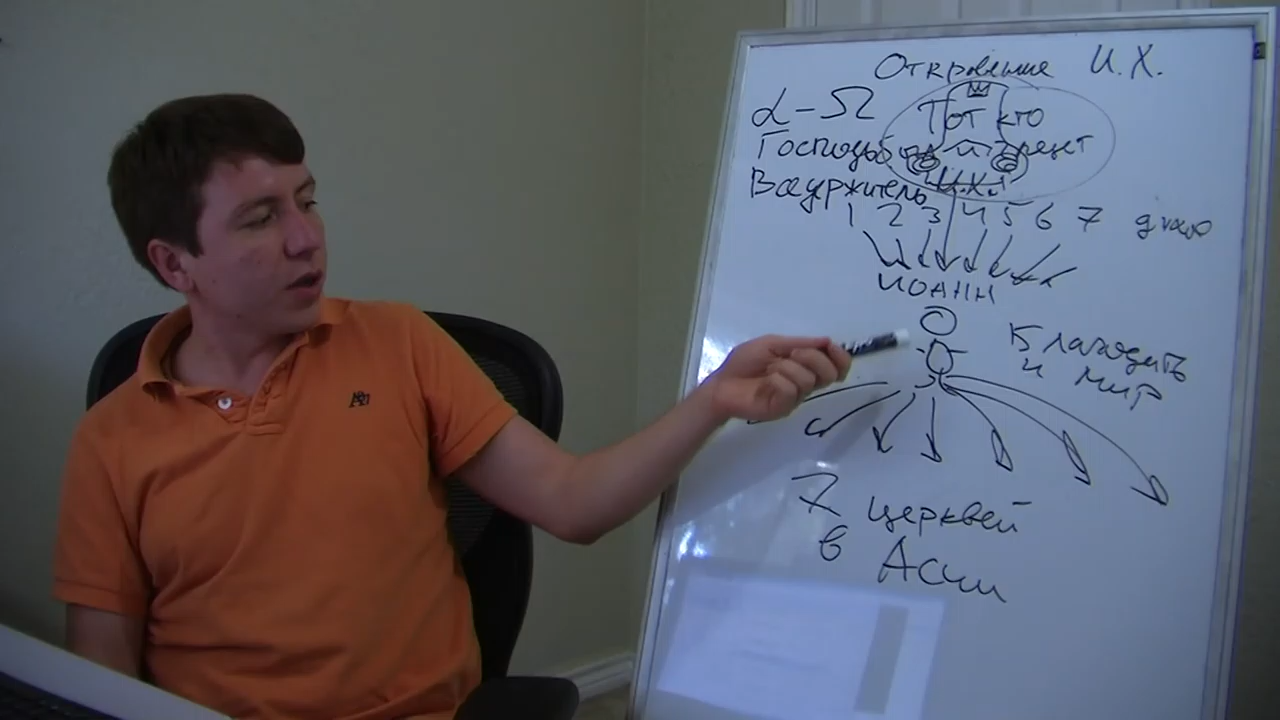 Откровение И.Х.
α - Ω Тот кто
Господь грядет
Вседержитель И.Х.
1 2 3 4 5 6 7 духов
ИОАНН
Благодать
и мир
7 церквей
в Асии